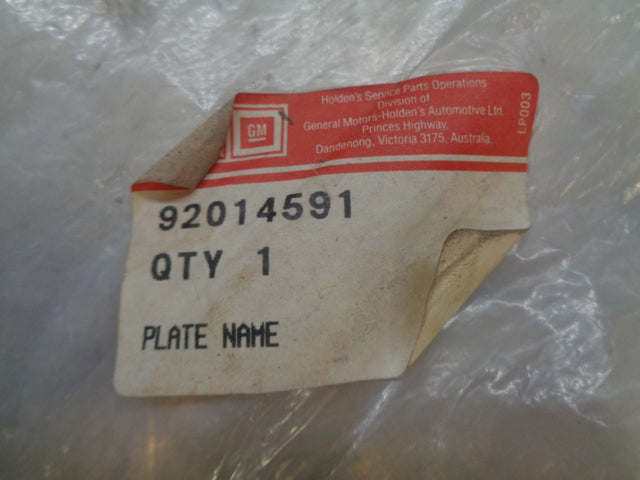 Holden's Service Parts Operations
Division of
General Motors-Holden's Automotive Ltd.
Princes Highway,
Dandenong, Victoria 3175, Australia.
LP003
GM
92014591
QTY 1
PLATE NAME